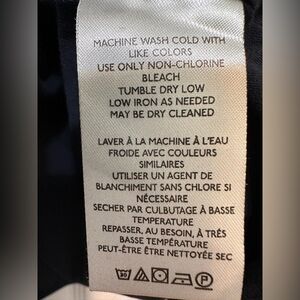 MACHINE WASH COLD WITH
LIKE COLORS
USE ONLY NON-CHLORINE
BLEACH
TUMBLE DRY LOW
LOW IRON AS NEEDED
MAY BE DRY CLEANED
LAVER À LA MACHINE À L'EAU
FROIDE AVEC COULEURS
SIMILAIRES
UTILISER UN AGENT DE
BLANCHIMENT SANS CHLORE SI
NÉCESSAIRE
SECHER PAR CULBUTAGE À BASSE
TEMPERATURE
REPASSER, AU BESOIN, À TRÈS
BASSE TEMPÉRATURE
PEUT-ÊTRE ÊTRE NETTOYÉE SEC
P